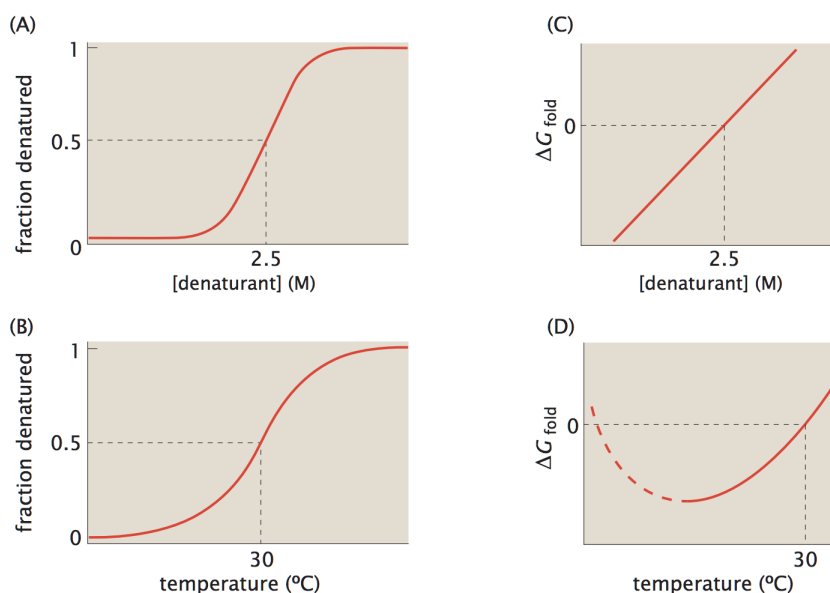 (A)
fraction denatured
1
0.5
0
2.5
[denaturant] (M)
(C)
ΔG fold
0
2.5
[denaturant] (M)
(B)
fraction denatured
1
0.5
0
30
temperature (ºC)
(D)
ΔG fold
0
30
temperature (ºC)